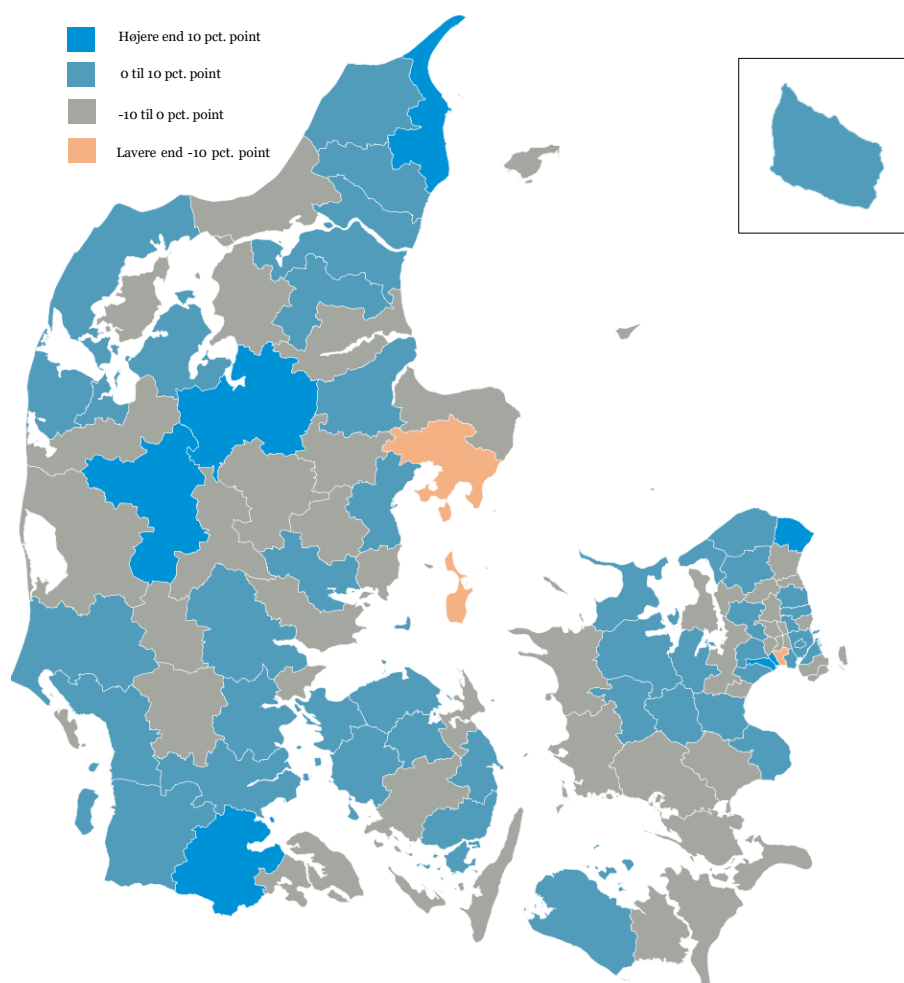 Højere end 10 pct. point
0 til 10 pct. point
-10 til 0 pct. point
Lavere end -10 pct. point